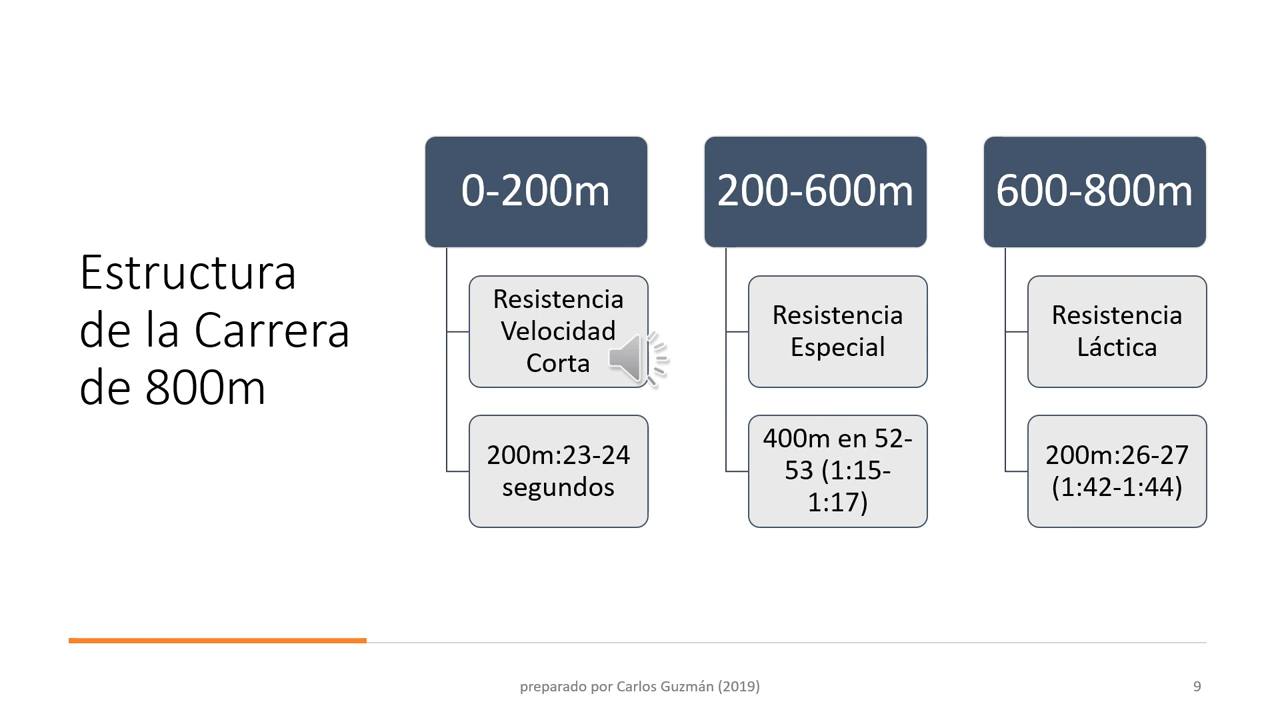 Estructura
de la Carrera
de 800m
0-200m
Resistencia
Velocidad
Corta
200m:23-24
segundos
200-600m
Resistencia
Especial
400m en 52-
53 (1:15-
1:17)
600-800m
Resistencia
Láctica
200m:26-27
(1:42-1:44)
preparado por Carlos Guzmán (2019)
9